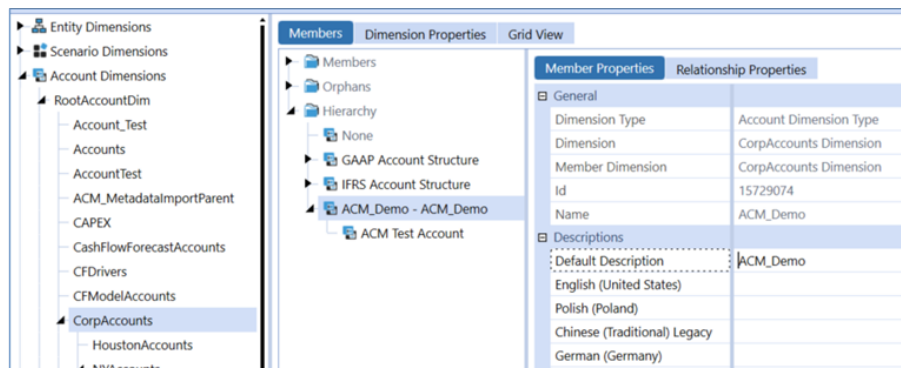 Entity Dimensions
Scenario Dimensions
Account Dimensions
RootAccountDim
Account_Test
Accounts
AccountTest
ACM_MetadataImportParent
CAPEX
CashFlowForecastAccounts
CFDrivers
CFModelAccounts
CorpAccounts
HoustonAccounts
NYAccounts
Members Dimension Properties Grid View
Members
Orphans
Hierarchy
None
GAAP Account Structure
IFRS Account Structure
ACM_Demo - ACM_Demo
ACM Test Account
Member Properties Relationship Properties
General
Dimension Type Account Dimension Type
Dimension CorpAccounts Dimension
Member Dimension CorpAccounts Dimension
Id 15729074
Name ACM_Demo
Descriptions
Default Description ACM_Demo
English (United States)
Polish (Poland)
Chinese (Traditional) Legacy
German (Germany)